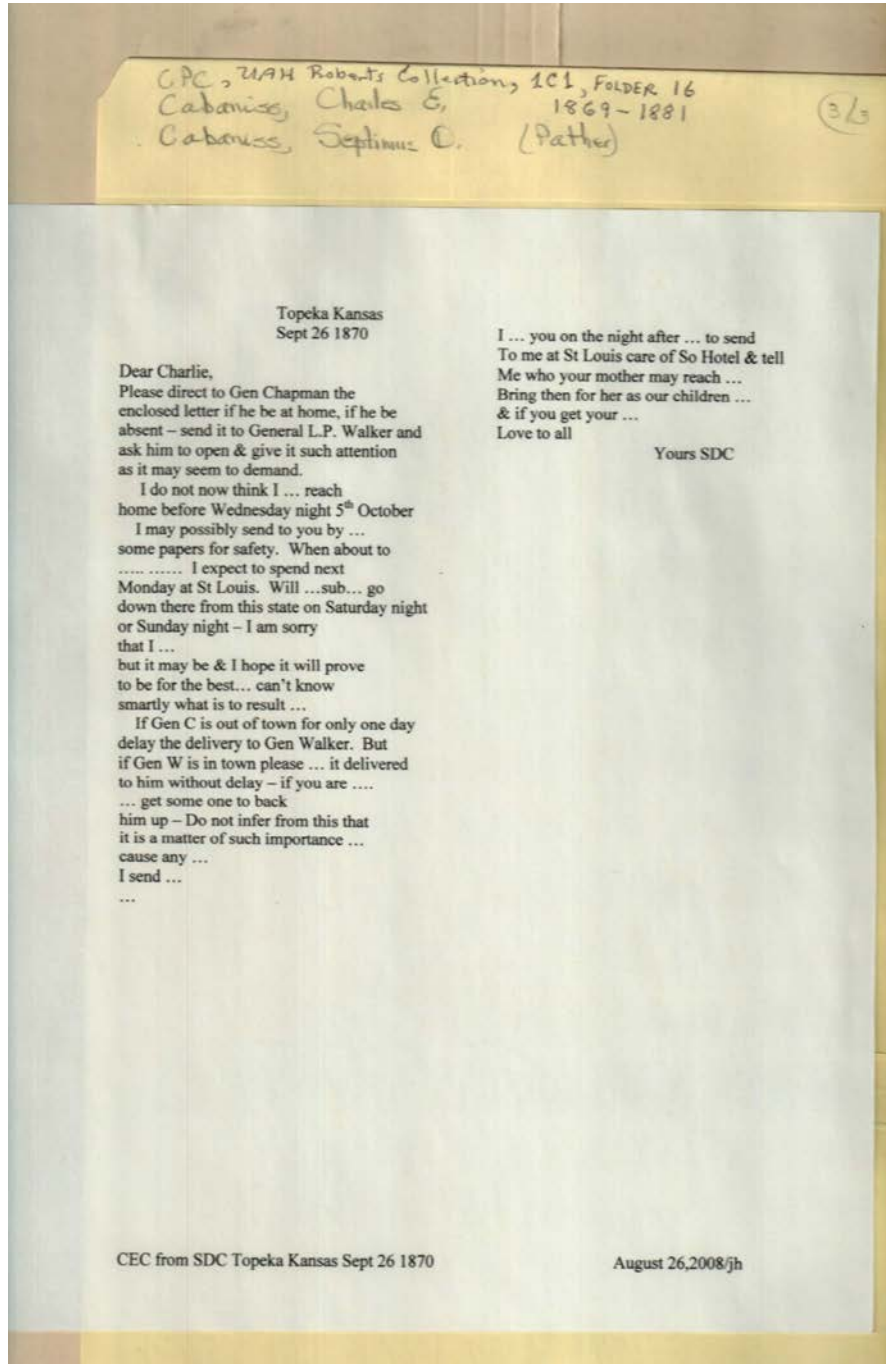 CPC, UAH Roberts Collection, 1C1, FOLDER 16
Cabaniss, Charles E, 1869-1881
3/3
Cabaniss, Septimus D. (Father)
Topeka Kansas
Sept 26 1870
Dear Charlie,
Please direct to Gen Chapman the
enclosed letter if he be at home, if he be
absent – send it to General L.P. Walker and
ask him to open & give it such attention
as it may seem to demand.
I do not now think I … reach
home before Wednesday night 5th October
I may possibly send to you by …
some papers for safety. When about to
….. …… I expect to spend next
Monday at St Louis. Will …sub… go
down there from this state on Saturday night
or Sunday night – I am sorry
that I …
but it may be & I hope it will prove
to be for the best… can't know
smartly what is to result …
If Gen C is out of town for only one day
delay the delivery to Gen Walker. But
if Gen W is in town please … it delivered
to him without delay – if you are ….
… get some one to back
him up – Do not infer from this that
it is a matter of such importance …
cause any …
I send …
…
I … you on the night after … to send
To me at St Louis care of So Hotel & tell
Me who your mother may reach …
Bring then for her as our children …
& if you get your …
Love to all
Yours SDC
CEC from SDC Topeka Kansas Sept 26 1870
August 26,2008/jh